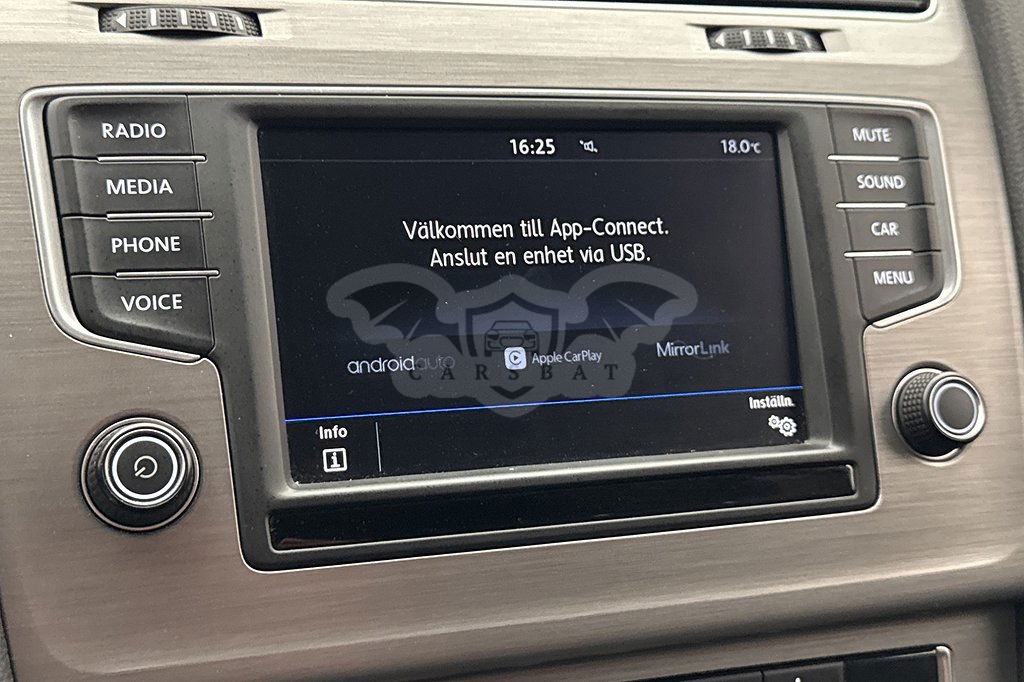 RADIO
MEDIA
PHONE
VOICE
16:25
18.0°C
Välkommen till App-Connect.
Anslut en enhet via USB.
androidauto
Apple CarPlay
MirrorLink
CARSBAT
Info
i
Inställn.
MUTE
SOUND
CAR
MENU